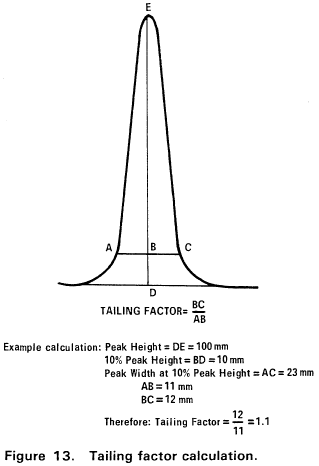 E
A B C
D
TAILING FACTOR= BC
AB
Example calculation: Peak Height = DE = 100 mm
10% Peak Height = BD = 10 mm
Peak Width at 10% Peak Height = AC = 23 mm
AB = 11 mm
BC = 12 mm
Therefore: Tailing Factor = 12
11 = 1.1
Figure 13. Tailing factor calculation.